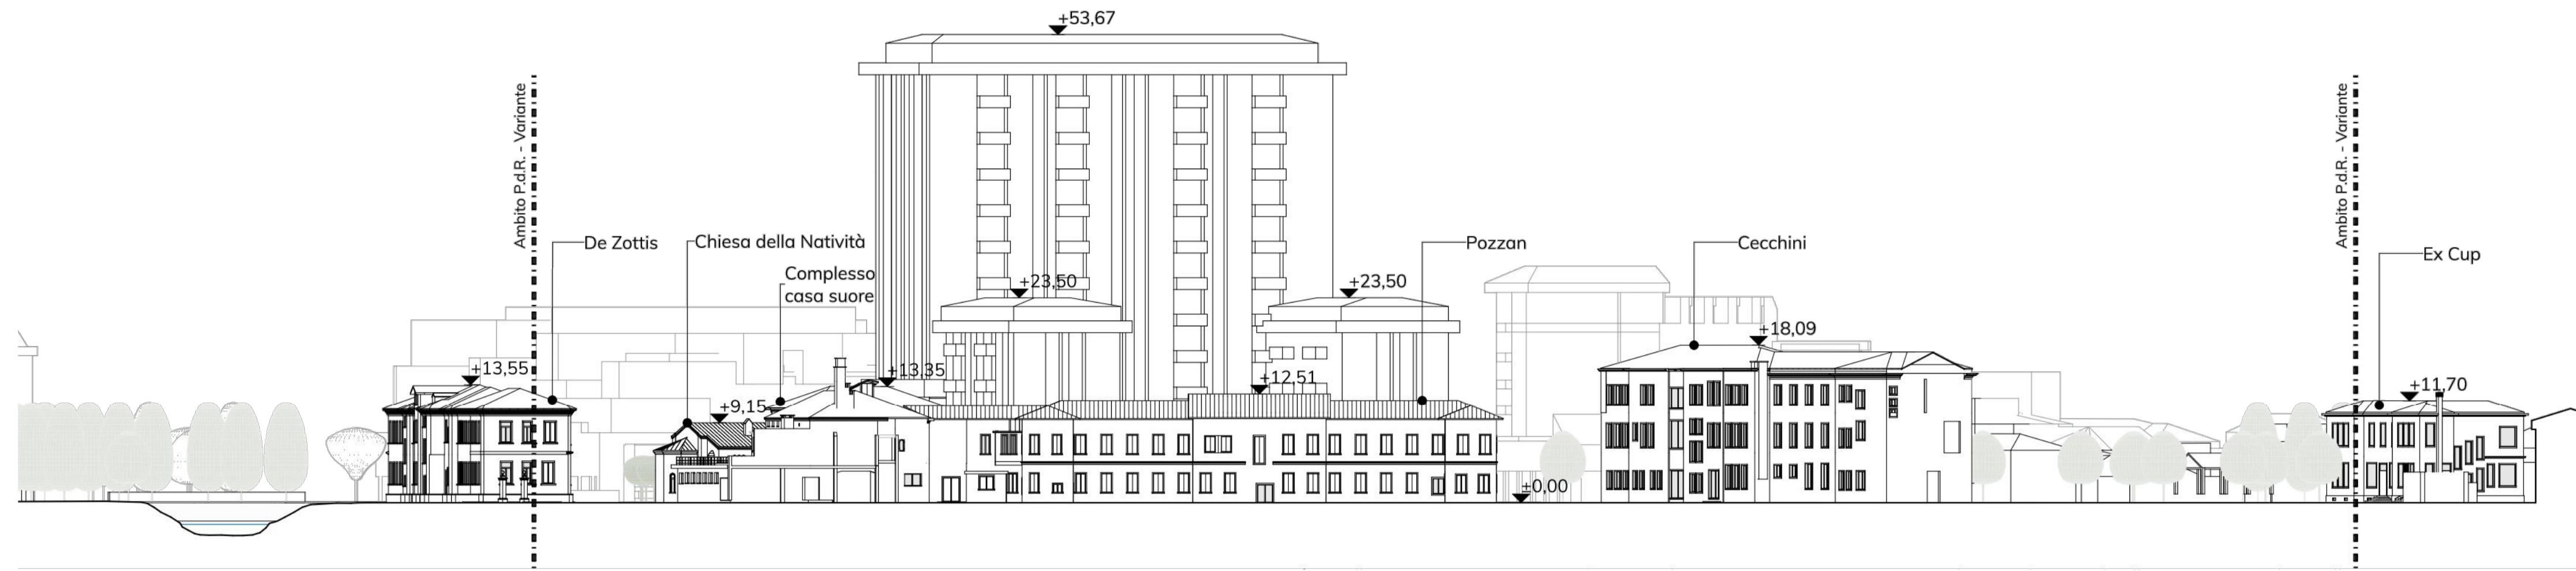 +53,67
Ambito P.d.R. - Variante
Ambito P.d.R. - Variante
De Zottis
Chiesa della Natività
Complesso
casa suore
Pozzan
Cecchini
Ex Cup
+23,50
+23,50
+18,09
+13,55
+13,35
+12,51
+11,70
+9,15
±0,00